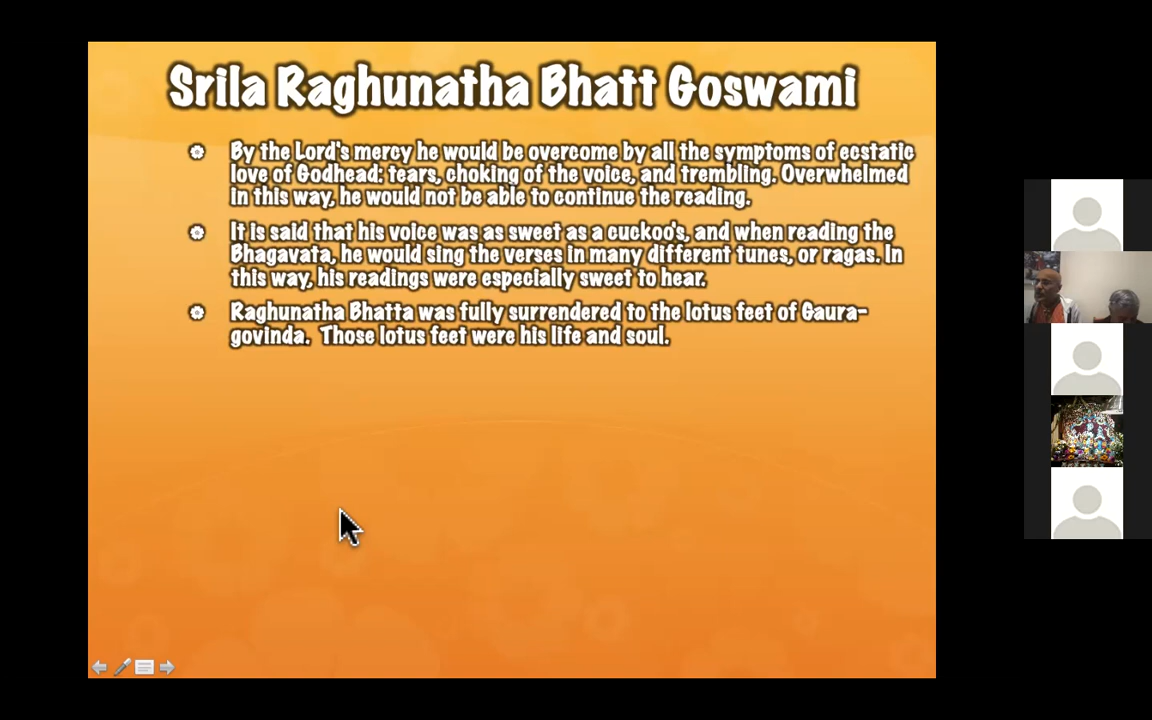 Srila Raghunatha Bhatt Goswami
By the Lord's mercy he would be overcome by all the symptoms of ecstatic
love of Godhead: tears, choking of the voice, and trembling. Overwhelmed
in this way, he would not be able to continue the reading.
It is said that his voice was as sweet as a cuckoo's, and when reading the
Bhagavata, he would sing the verses in many different tunes, or ragas. In
this way, his readings were especially sweet to hear.
Raghunatha Bhatta was fully surrendered to the lotus feet of Gaura-
govinda. Those lotus feet were his life and soul.